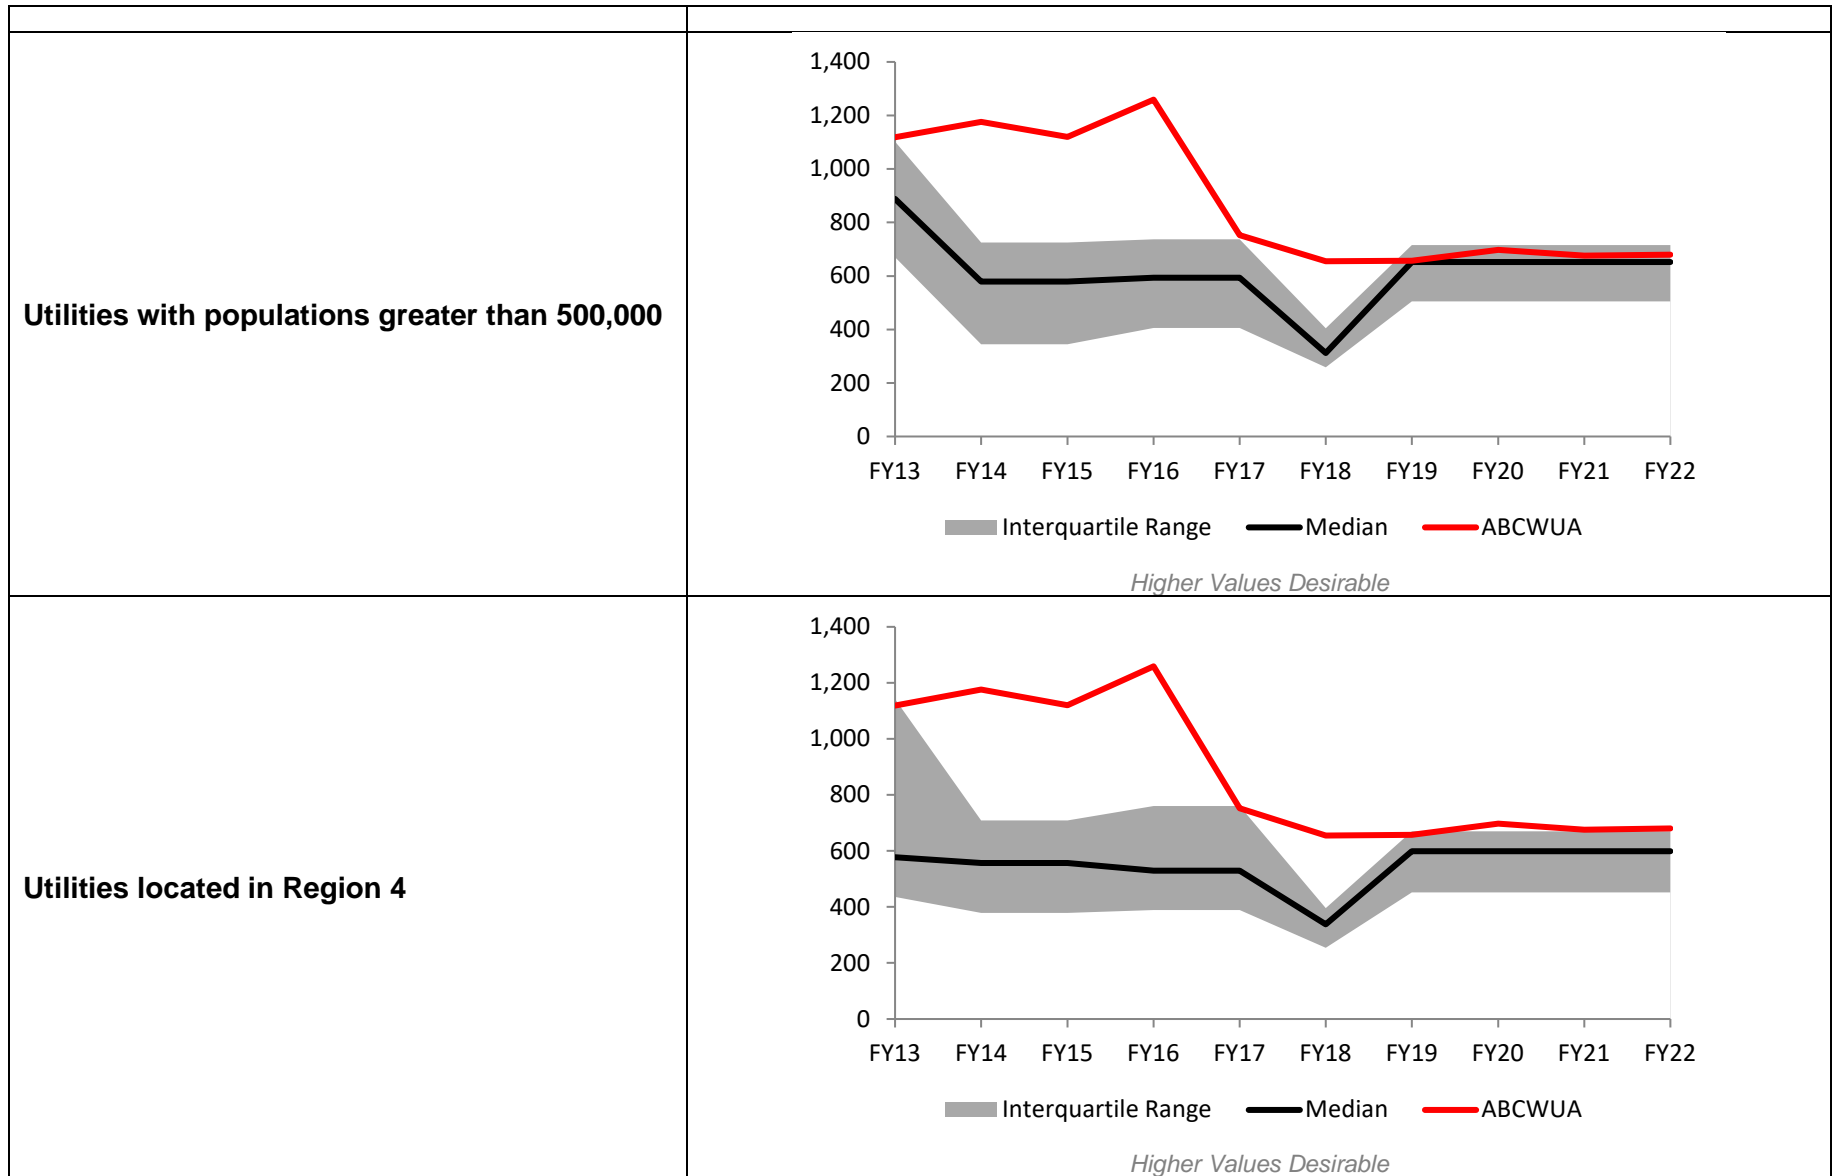 1,400
1,200
1,000
800
600
400
200
0
FY13 FY14 FY15 FY16 FY17 FY18 FY19 FY20 FY21 FY22
Interquartile Range Median ABCWUA
Higher Values Desirable
Utilities with populations greater than 500,000
1,400
1,200
1,000
800
600
400
200
0
FY13 FY14 FY15 FY16 FY17 FY18 FY19 FY20 FY21 FY22
Interquartile Range Median ABCWUA
Higher Values Desirable
Utilities located in Region 4